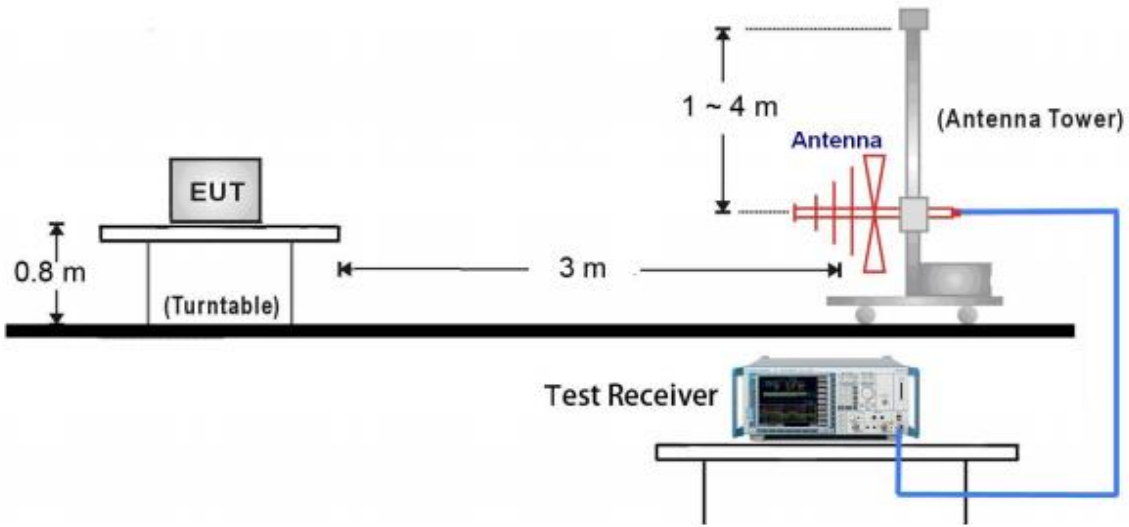 1 ~ 4 m
(Antenna Tower)
Antenna
EUT
0.8 m
3 m
(Turntable)
Test Receiver